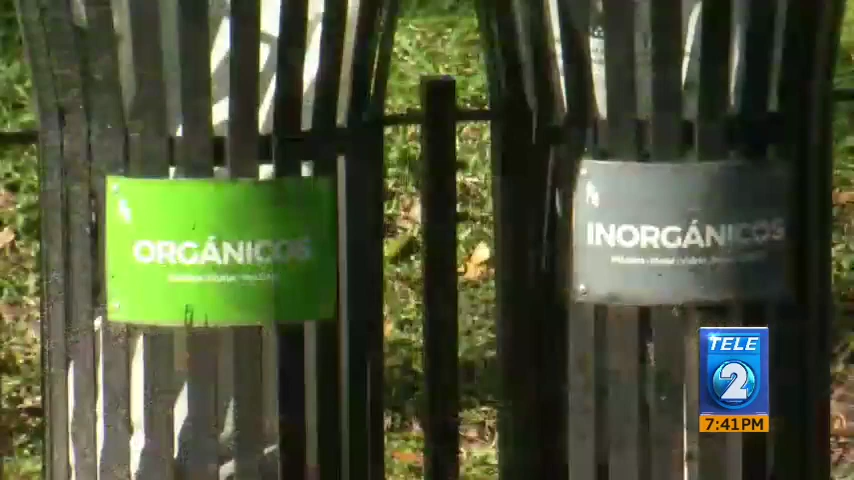 ORGÁNICOS
INORGÁNICOS
TELE
2
7:41PM